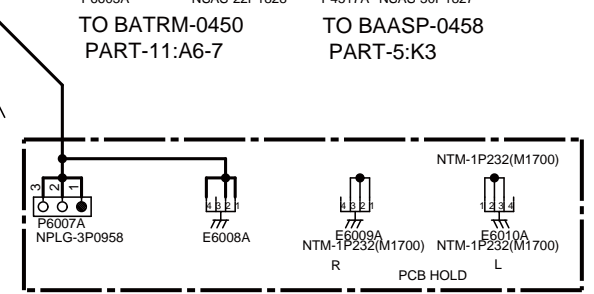 TO BATRM-0450
TO BAASP-0458
PART-11:A6-7
PART-5:K3
NTM-1P232(M1700)
3 2 1
4 3 2 1
4 3 2 1
1 2 3 4
P6007A
NPLG-3P0958
E6008A
E6009A
NTM-1P232(M1700)
E6010A
NTM-1P232(M1700)
R
L
PCB HOLD